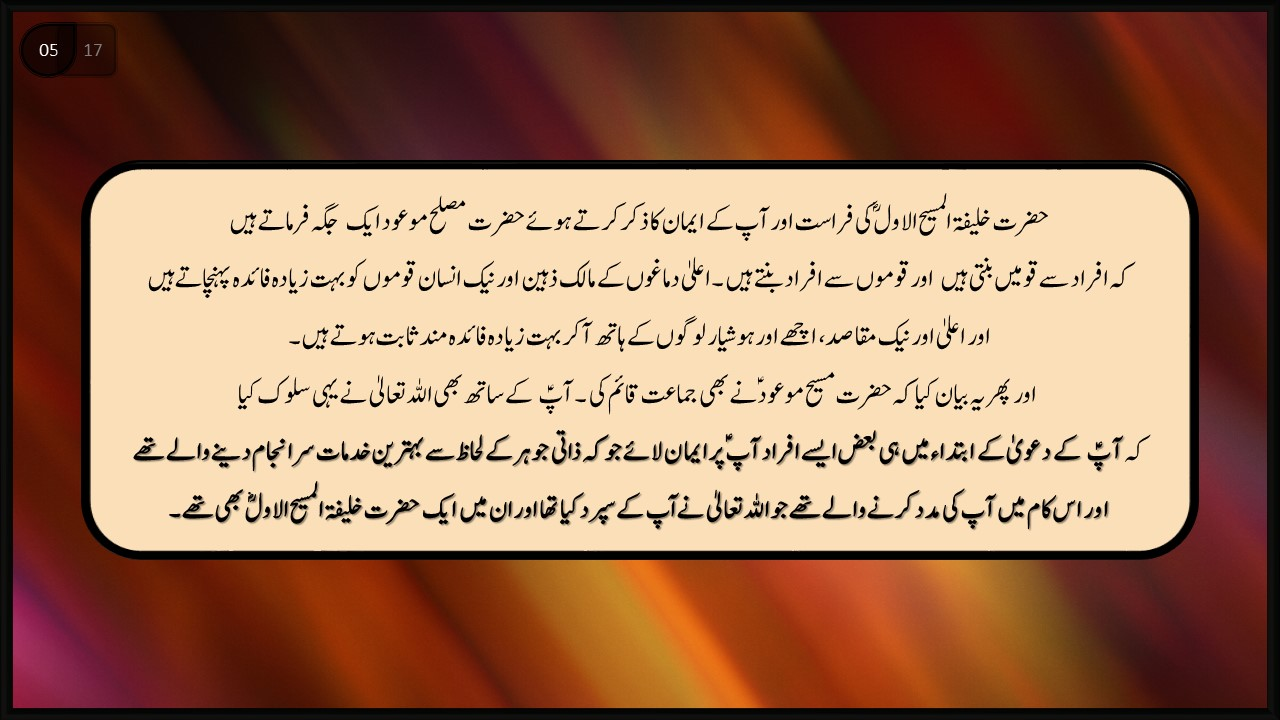 05 17
حضرت خلیفۃ المسیح الاولؓ کی فراست اور آپ کے ایمان کا ذکر کرتے ہوئے حضرت مصلح موعود ایک جگہ فرماتے ہیں
کہ افراد سے قومیں بنتی ہیں اور قوموں سے افراد بنتے ہیں۔ اعلیٰ دماغوں کے مالک ذہین اور نیک انسان قوموں کو بہت زیادہ فائدہ پہنچاتے ہیں
اور اعلیٰ اور نیک مقاصد، اچھے اور ہوشیار لوگوں کے ہاتھ آ کر بہت زیادہ فائدہ مند ثابت ہوتے ہیں۔
اور پھر یہ بیان کیا کہ حضرت مسیح موعودؑ نے بھی جماعت قائم کی۔ آپؑ کے ساتھ بھی اللہ تعالیٰ نے یہی سلوک کیا
کہ آپؑ کے دعویٰ کے ابتداء میں ہی بعض ایسے افراد آپؑ پر ایمان لائے جو کہ ذاتی جوہر کے لحاظ سے بہترین خدمات سرانجام دینے والے تھے
اور اس کام میں آپ کی مدد کرنے والے تھے جو اللہ تعالیٰ نے آپ کے سپرد کیا تھا اور ان میں ایک حضرت خلیفۃ المسیح الاولؓ بھی تھے۔